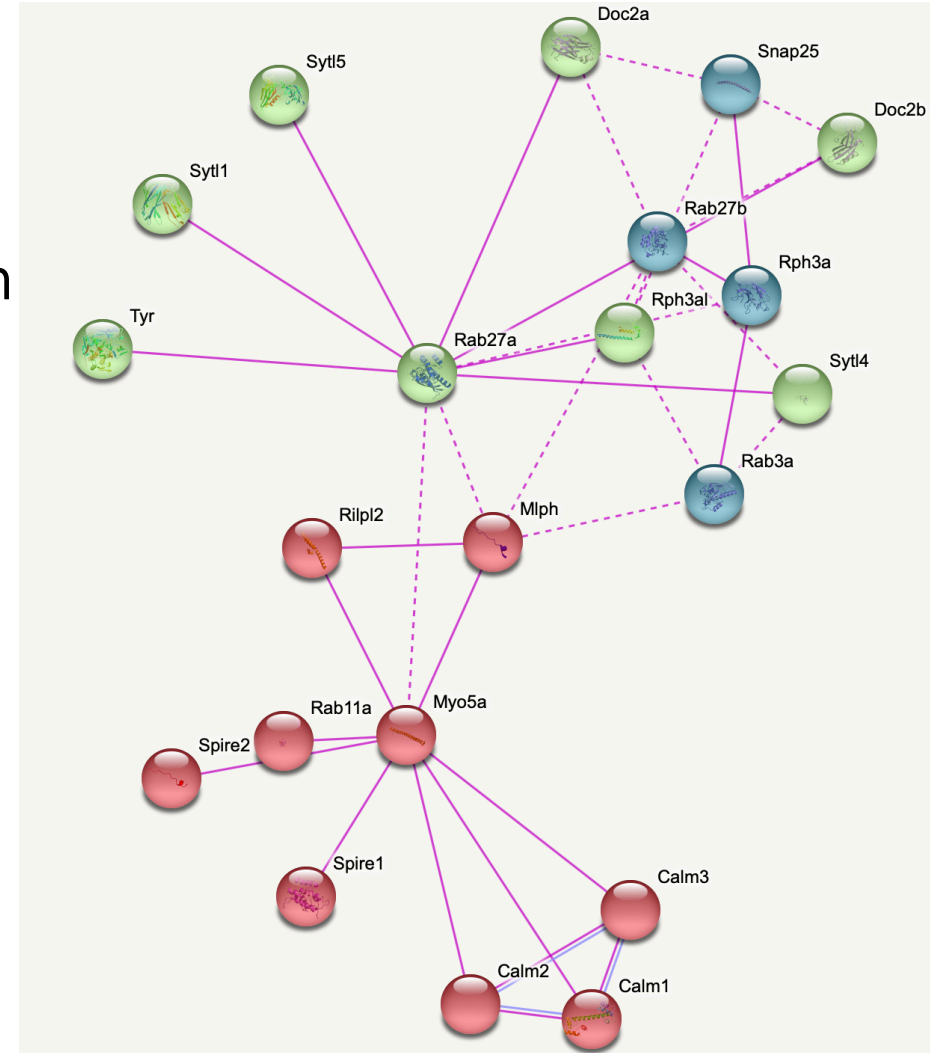 Doc2a
Snap25
Sytl5
Doc2b
Sytl1
Rab27b
n
Rph3a
Rph3al
Tyr
Rab27a
Sytl4
Rab3a
Mlph
Rilpl2
Myo5a
Rab11a
Spire2
Spire1
Calm3
Calm2
Calm1